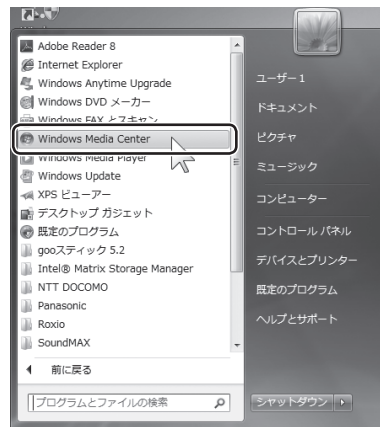 Adobe Reader 8
Internet Explorer
Windows Anytime Upgrade
Windows DVD メーカー
Windows FAX とスキャン
Windows Media Center
Windows Media Player
Windows Update
XPS ビューアー
デスクトップ ガジェット
既定のプログラム
gooスティック 5.2
Intel® Matrix Storage Manager
NTT DOCOMO
Panasonic
Roxio
SoundMAX
前に戻る
プログラムとファイルの検索
ユーザー1
ドキュメント
ピクチャ
ミュージック
コンピューター
コントロール パネル
デバイスとプリンター
既定のプログラム
ヘルプとサポート
シャットダウン